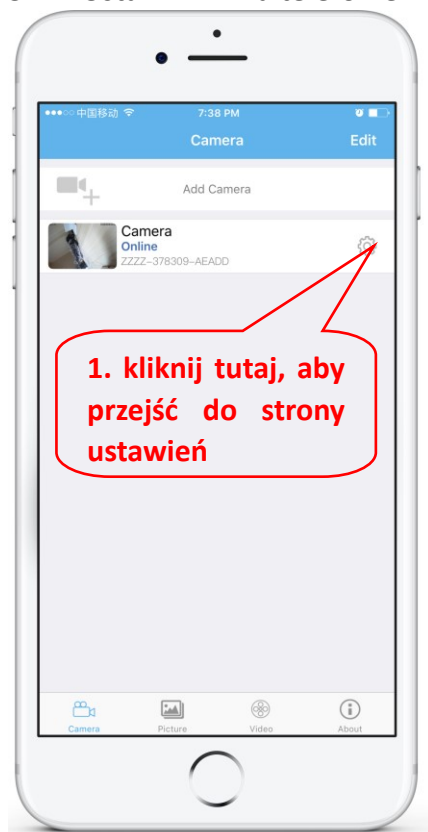 中国移动 7:38 PM
Camera Edit
Add Camera
Camera
Online
ZZZZ-378309-AEADD
1. kliknij tutaj, aby
przejść do strony
ustawień
Camera Picture Video About